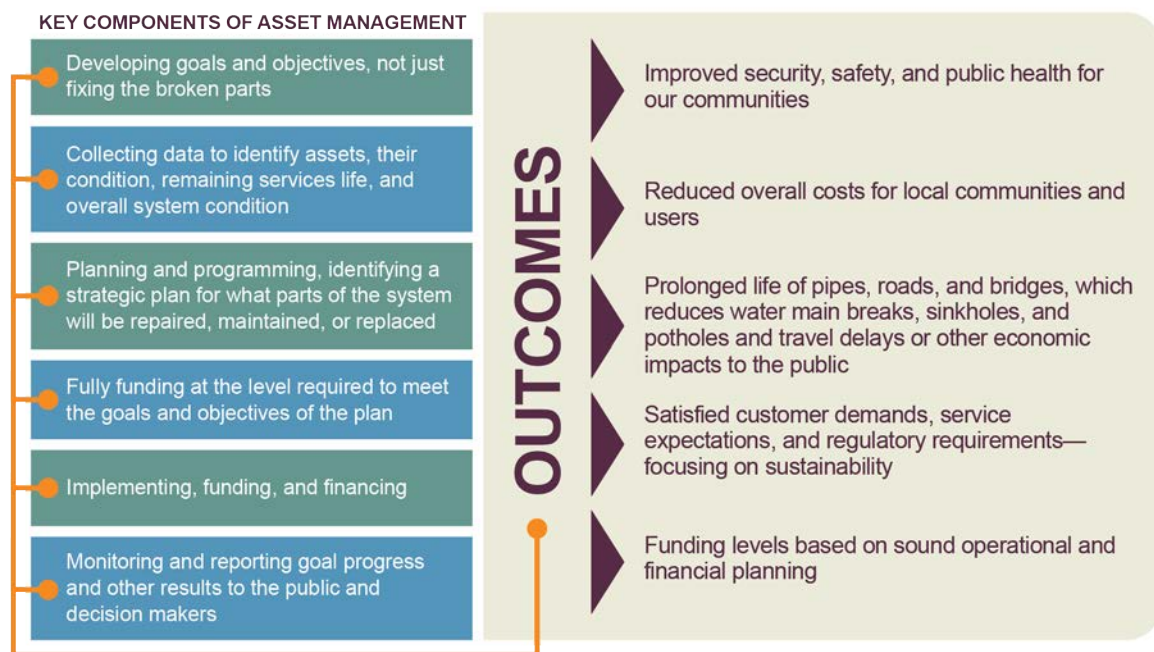 KEY COMPONENTS OF ASSET MANAGEMENT
Developing goals and objectives, not just
fixing the broken parts
Collecting data to identify assets, their
condition, remaining services life, and
overall system condition
Planning and programming, identifying a
strategic plan for what parts of the system
will be repaired, maintained, or replaced
Fully funding at the level required to meet
the goals and objectives of the plan
Implementing, funding, and financing
Monitoring and reporting goal progress
and other results to the public and
decision makers
OUTCOMES
Improved security, safety, and public health for
our communities
Reduced overall costs for local communities and
users
Prolonged life of pipes, roads, and bridges, which
reduces water main breaks, sinkholes, and
potholes and travel delays or other economic
impacts to the public
Satisfied customer demands, service
expectations, and regulatory requirements—
focusing on sustainability
Funding levels based on sound operational and
financial planning